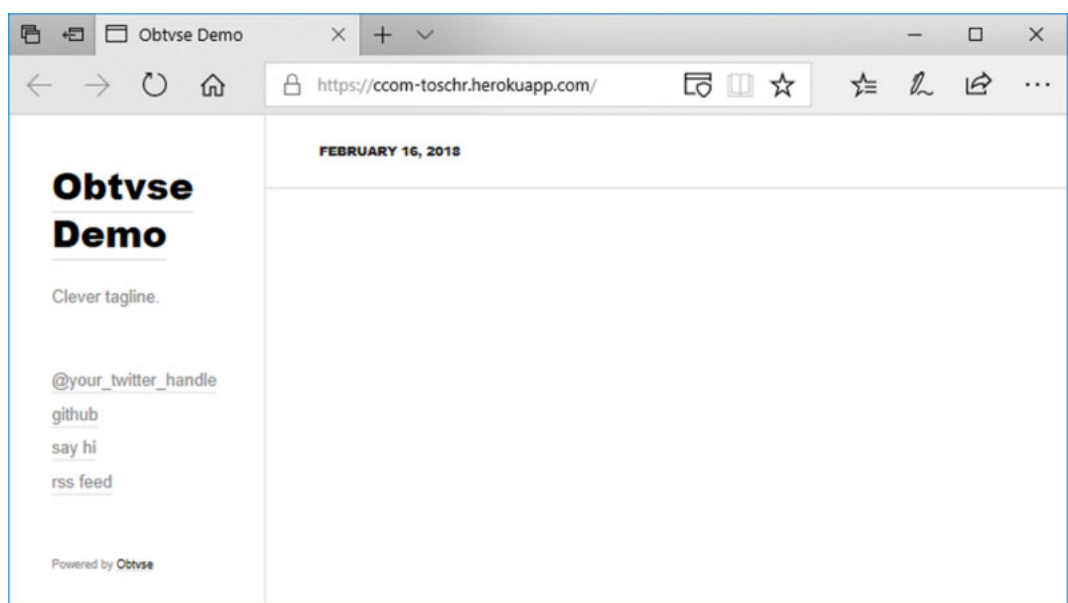 Obtvse Demo
https://ccom-toschr.herokuapp.com/
Obtvse
Demo
Clever tagline.
@your_twitter_handle
github
say hi
rss feed
Powered by Obtvse
FEBRUARY 16, 2018